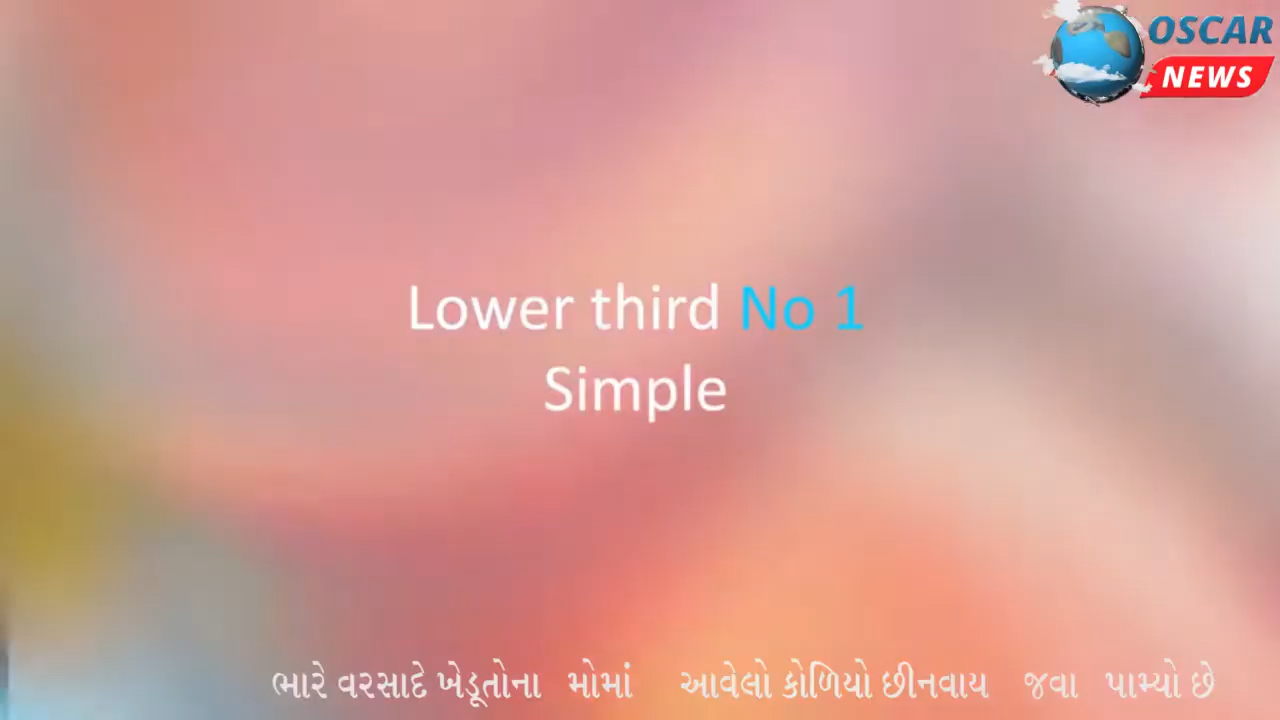 OSCAR
NEWS
Lower third No 1
Simple
ભારે વરસાદે ખેડૂતોના મોમાં આવેલો કોળિયો છીનવાય જવા પામ્યો છે